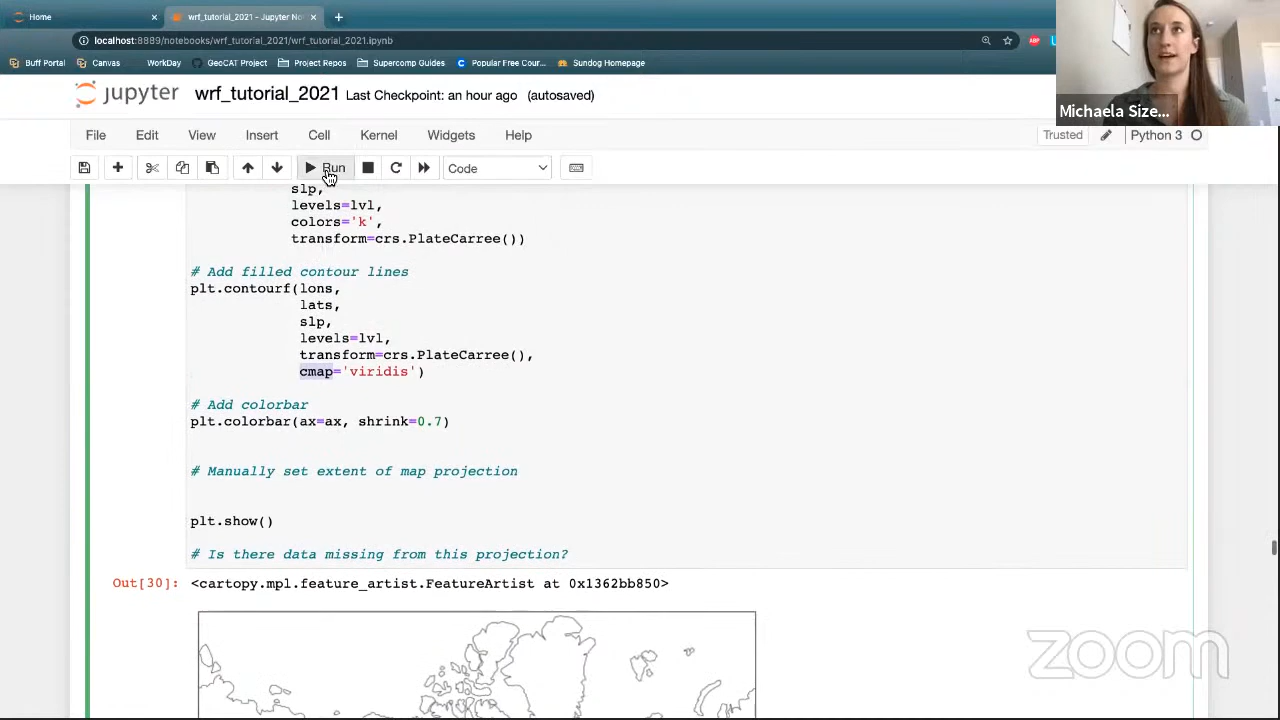 Home
wrf_tutorial_2021 - Jupyter No
localhost:8889/notebooks/wrf_tutorial_2021/wrf_tutorial_2021.ipynb
Buff Portal Canvas WorkDay GeoCAT Project Project Repos Supercomp Guides Popular Free Cour... Sundog Homepage
jupyter wrf_tutorial_2021 Last Checkpoint: an hour ago (autosaved)
Michaela Size...
File Edit View Insert Cell Kernel Widgets Help Trusted Python 3
Run Code
slp,
levels=lvl,
colors='k',
transform=crs.PlateCarree())
# Add filled contour lines
plt.contourf(lons,
lats,
slp,
levels=lvl,
transform=crs.PlateCarree(),
cmap='viridis')
# Add colorbar
plt.colorbar(ax=ax, shrink=0.7)
# Manually set extent of map projection
plt.show()
# Is there data missing from this projection?
Out[30]: <cartopy.mpl.feature_artist.FeatureArtist at 0x1362bb850>
zoom